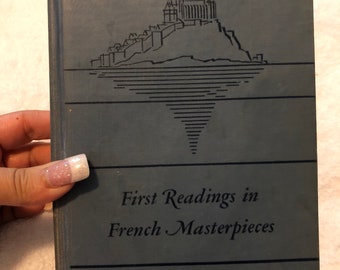 First Readings in
French Masterpieces